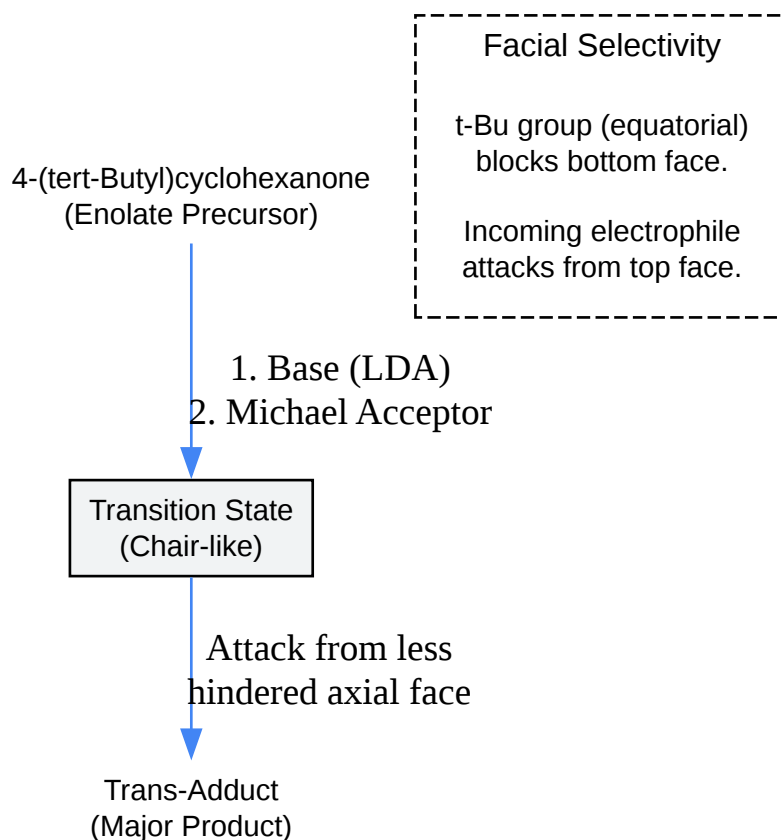 Facial Selectivity
t-Bu group (equatorial)
blocks bottom face.
Incoming electrophile
attacks from top face.
4-(tert-Butyl)cyclohexanone
(Enolate Precursor)
1. Base (LDA)
2. Michael Acceptor
Transition State
(Chair-like)
Attack from less
hindered axial face
Trans-Adduct
(Major Product)